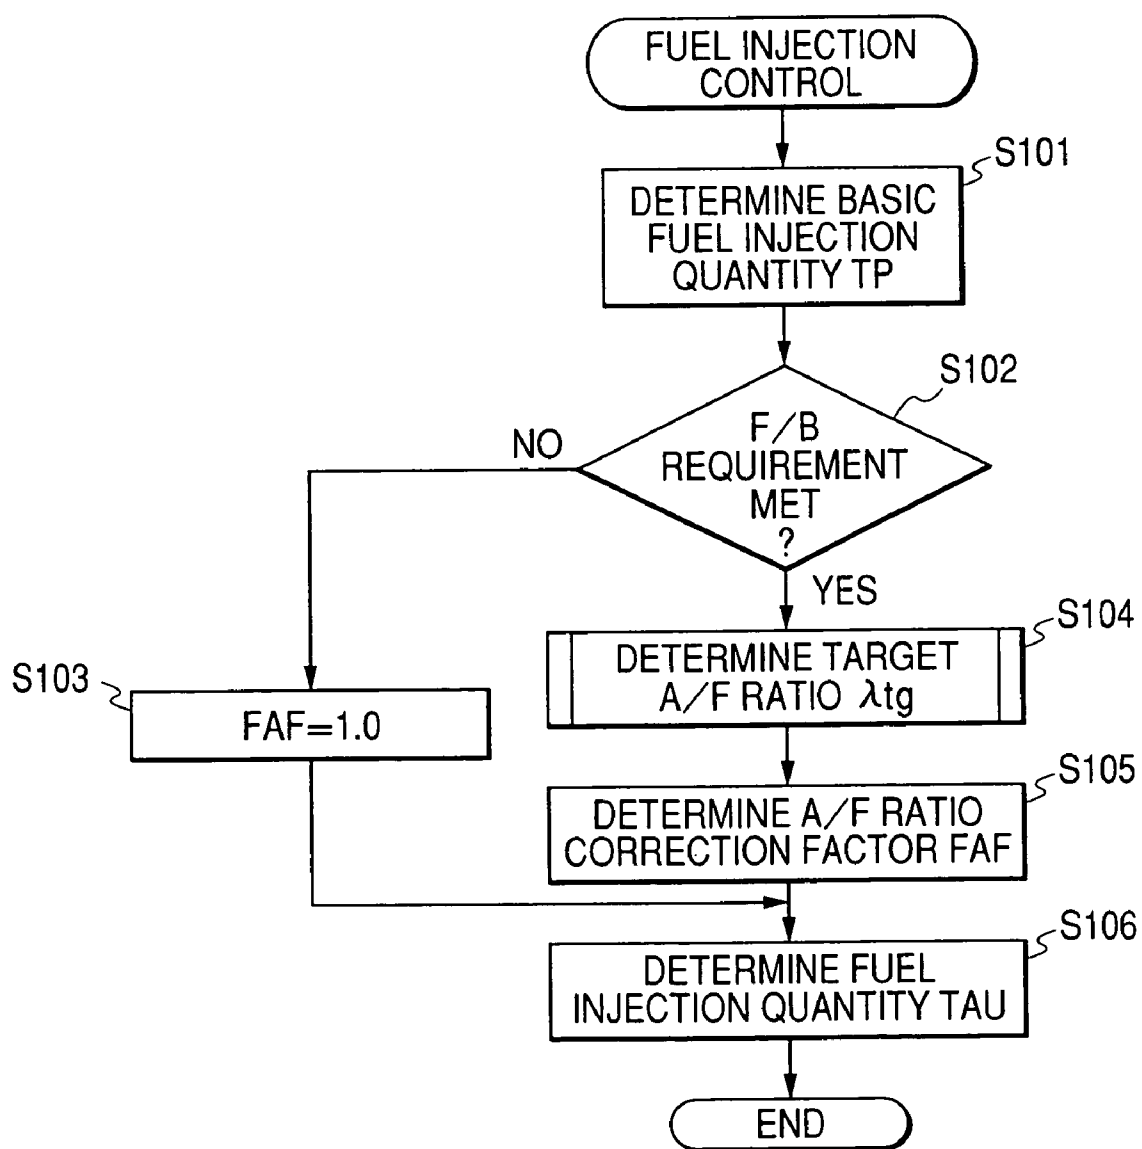 FUEL INJECTION
CONTROL
S101
DETERMINE BASIC
FUEL INJECTION
QUANTITY TP
S102
F/B
REQUIREMENT
MET
?
NO
YES
S104
DETERMINE TARGET
A/F RATIO λtg
S103
FAF=1.0
S105
DETERMINE A/F RATIO
CORRECTION FACTOR FAF
S106
DETERMINE FUEL
INJECTION QUANTITY TAU
END